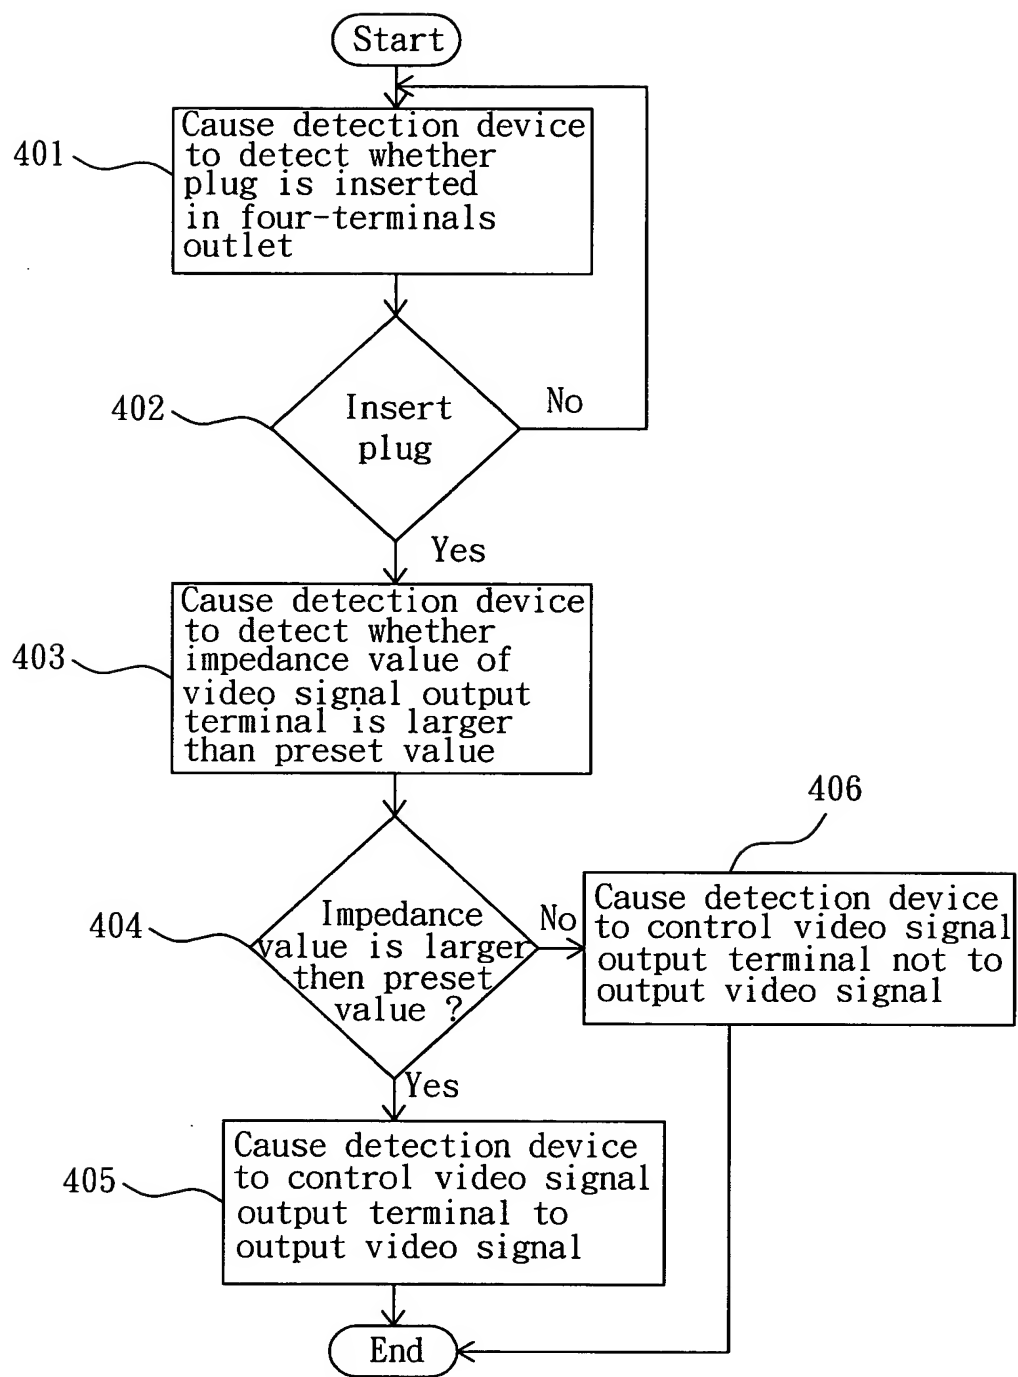 Start
401
Cause detection device
to detect whether
plug is inserted
in four-terminals
outlet
402
Insert
plug
No
Yes
403
Cause detection device
to detect whether
impedance value of
video signal output
terminal is larger
than preset value
404
Impedance
value is larger
then preset
value ?
No
406
Cause detection device
to control video signal
output terminal not to
output video signal
Yes
405
Cause detection device
to control video signal
output terminal to
output video signal
End